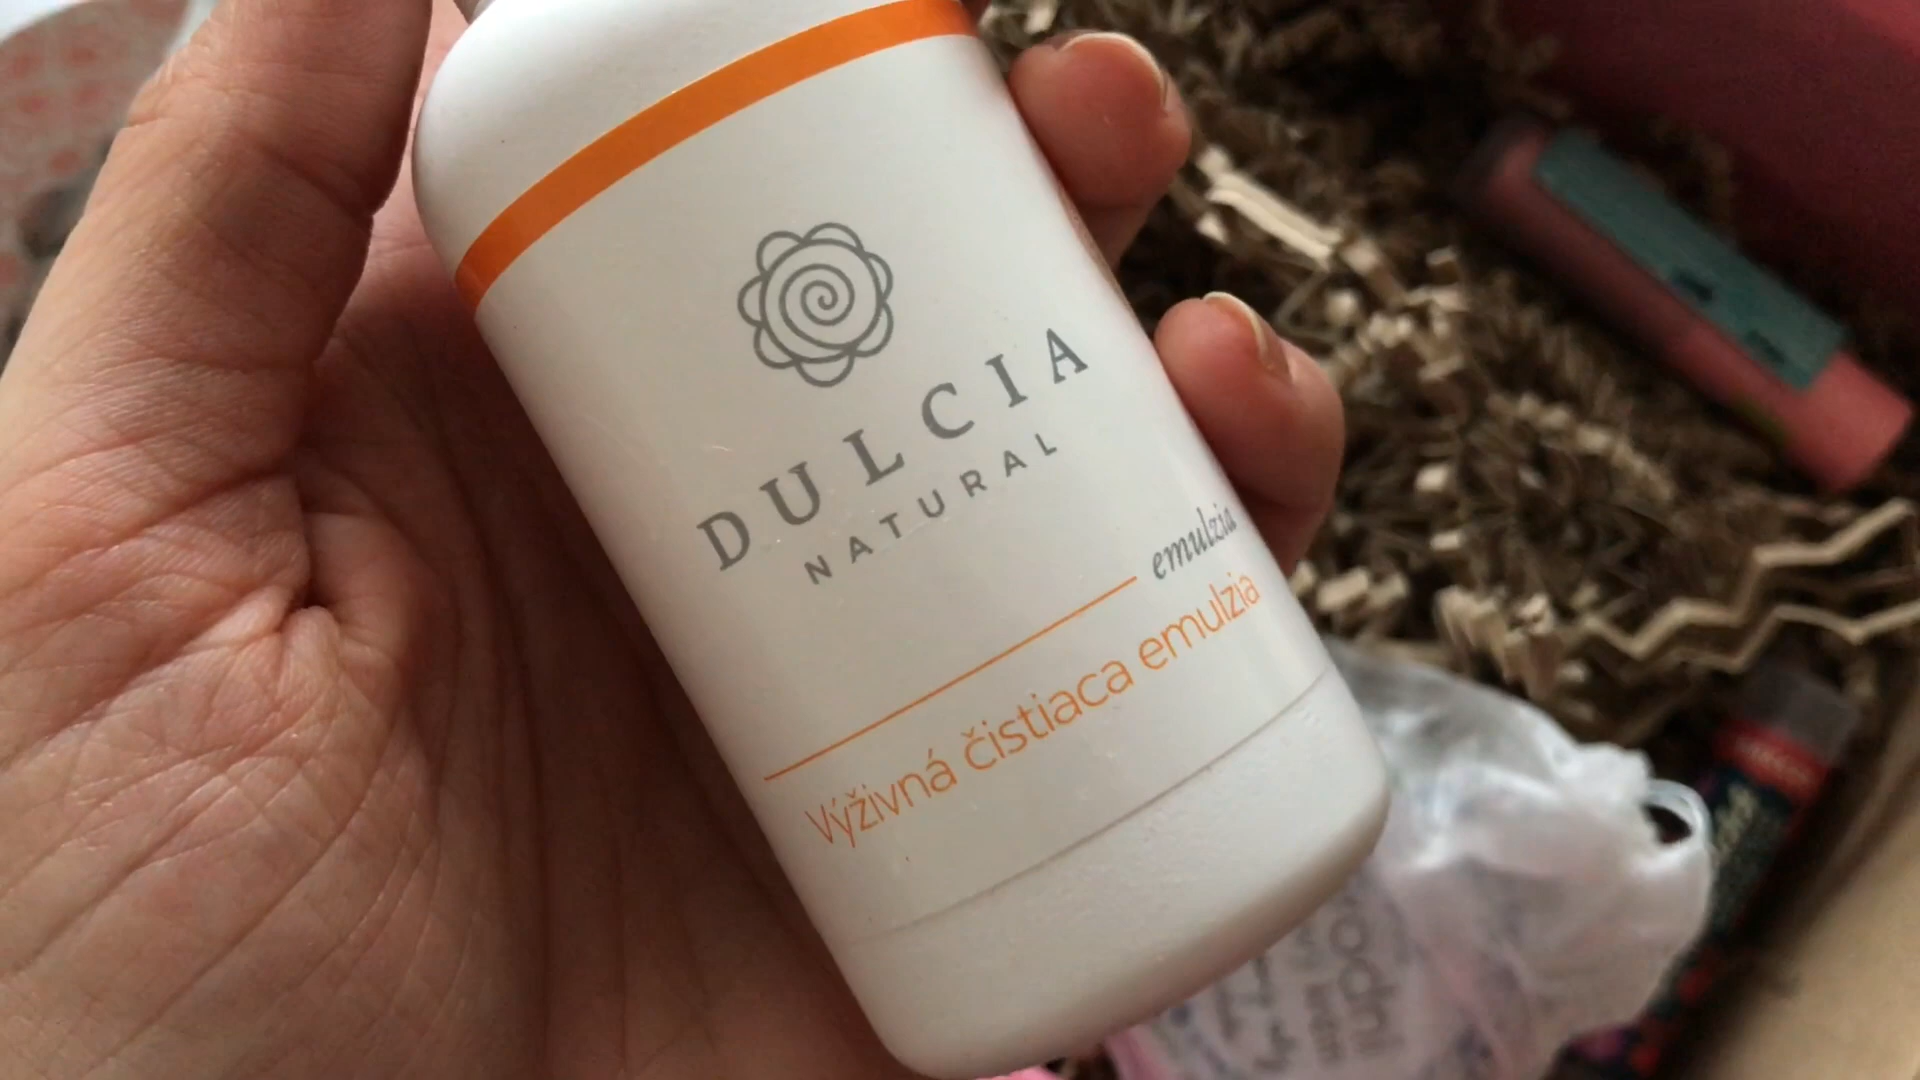 DULCIA
NATURAL
emulzia
Výživná čistiaca emulzia